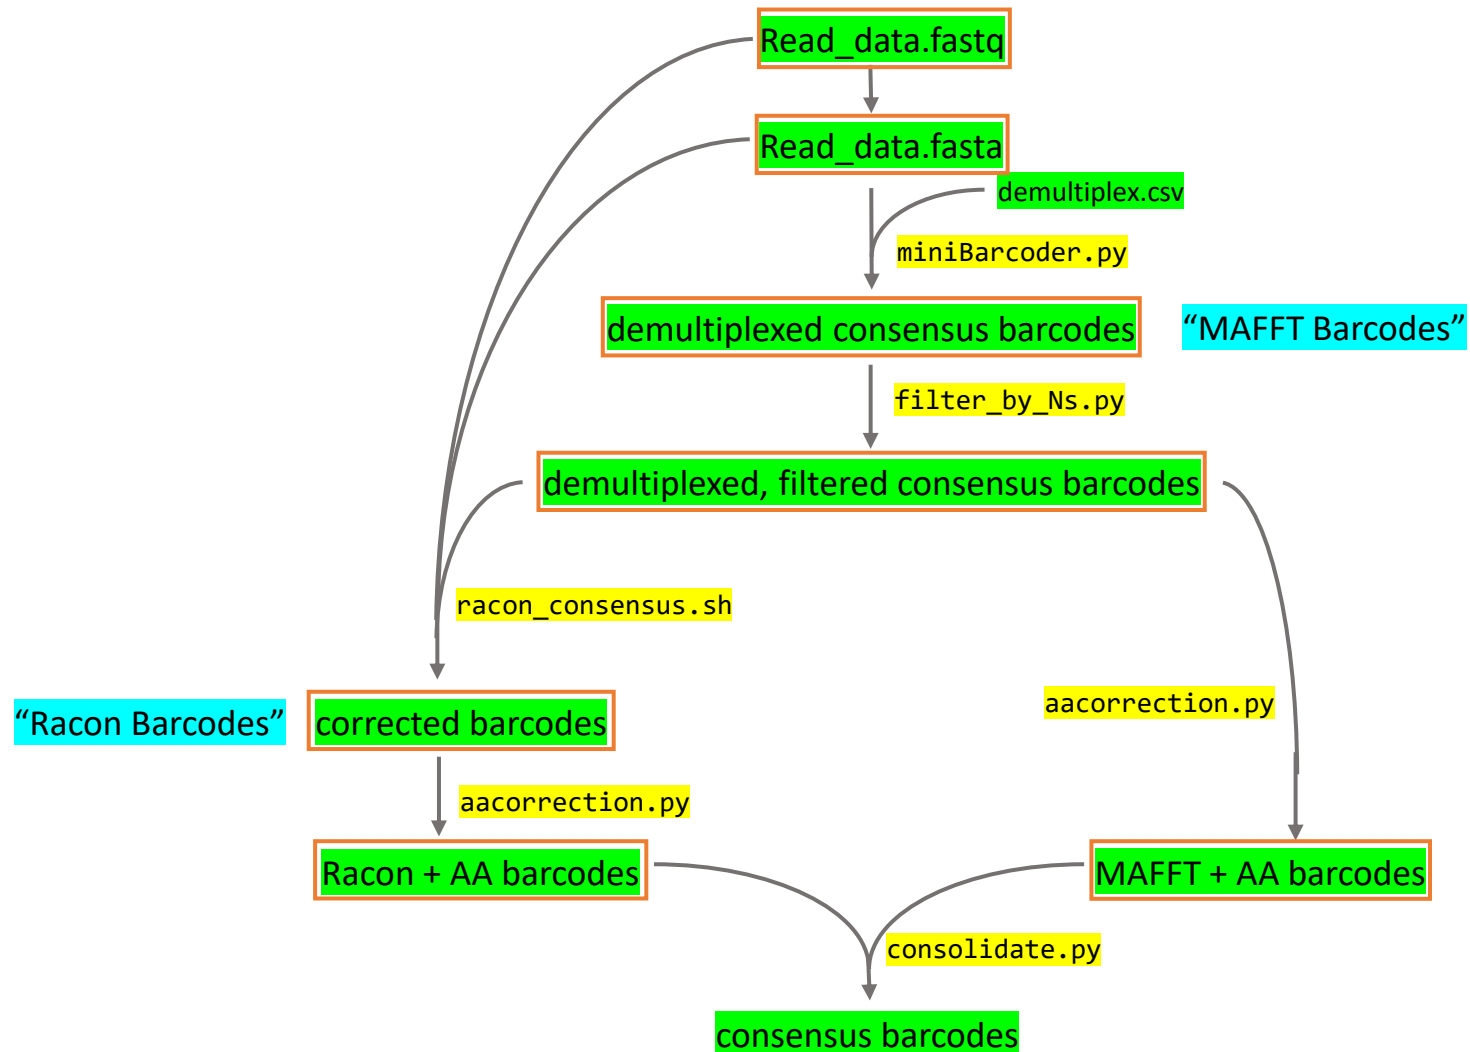 Read_data.fastq
Read_data.fasta
demultiplex.csv
miniBarcoder.py
demultiplexed consensus barcodes
“MAFFT Barcodes”
filter_by_Ns.py
demultiplexed, filtered consensus barcodes
racon_consensus.sh
aacorrection.py
“Racon Barcodes”
corrected barcodes
aacorrection.py
Racon + AA barcodes
MAFFT + AA barcodes
consolidate.py
consensus barcodes